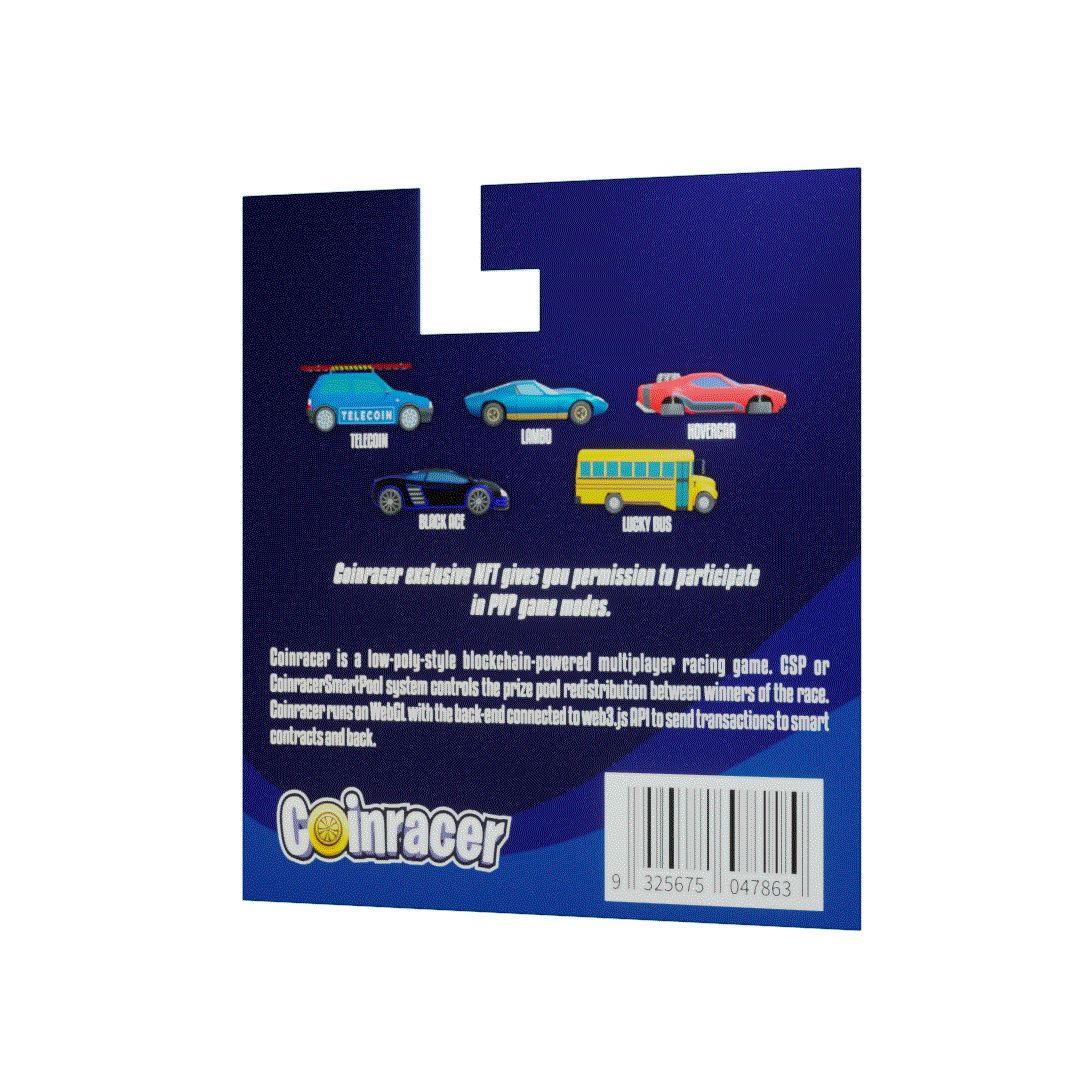 TELECOIN
TELECOIN
LAMBO
HOVERCAR
BLACK ACE
LUCKY BUS
Coinracer exclusive NFT gives you permission to participate
in PVP game modes.
Coinracer is a low-poly-style blockchain-powered multiplayer racing game. CSP or
CoinracerSmartPool system controls the prize pool redistribution between winners of the race.
Coinracer runs on WebGL with the back-end connected to web3.js API to send transactions to smart
contracts and back.
Coinracer
9 325675 047863